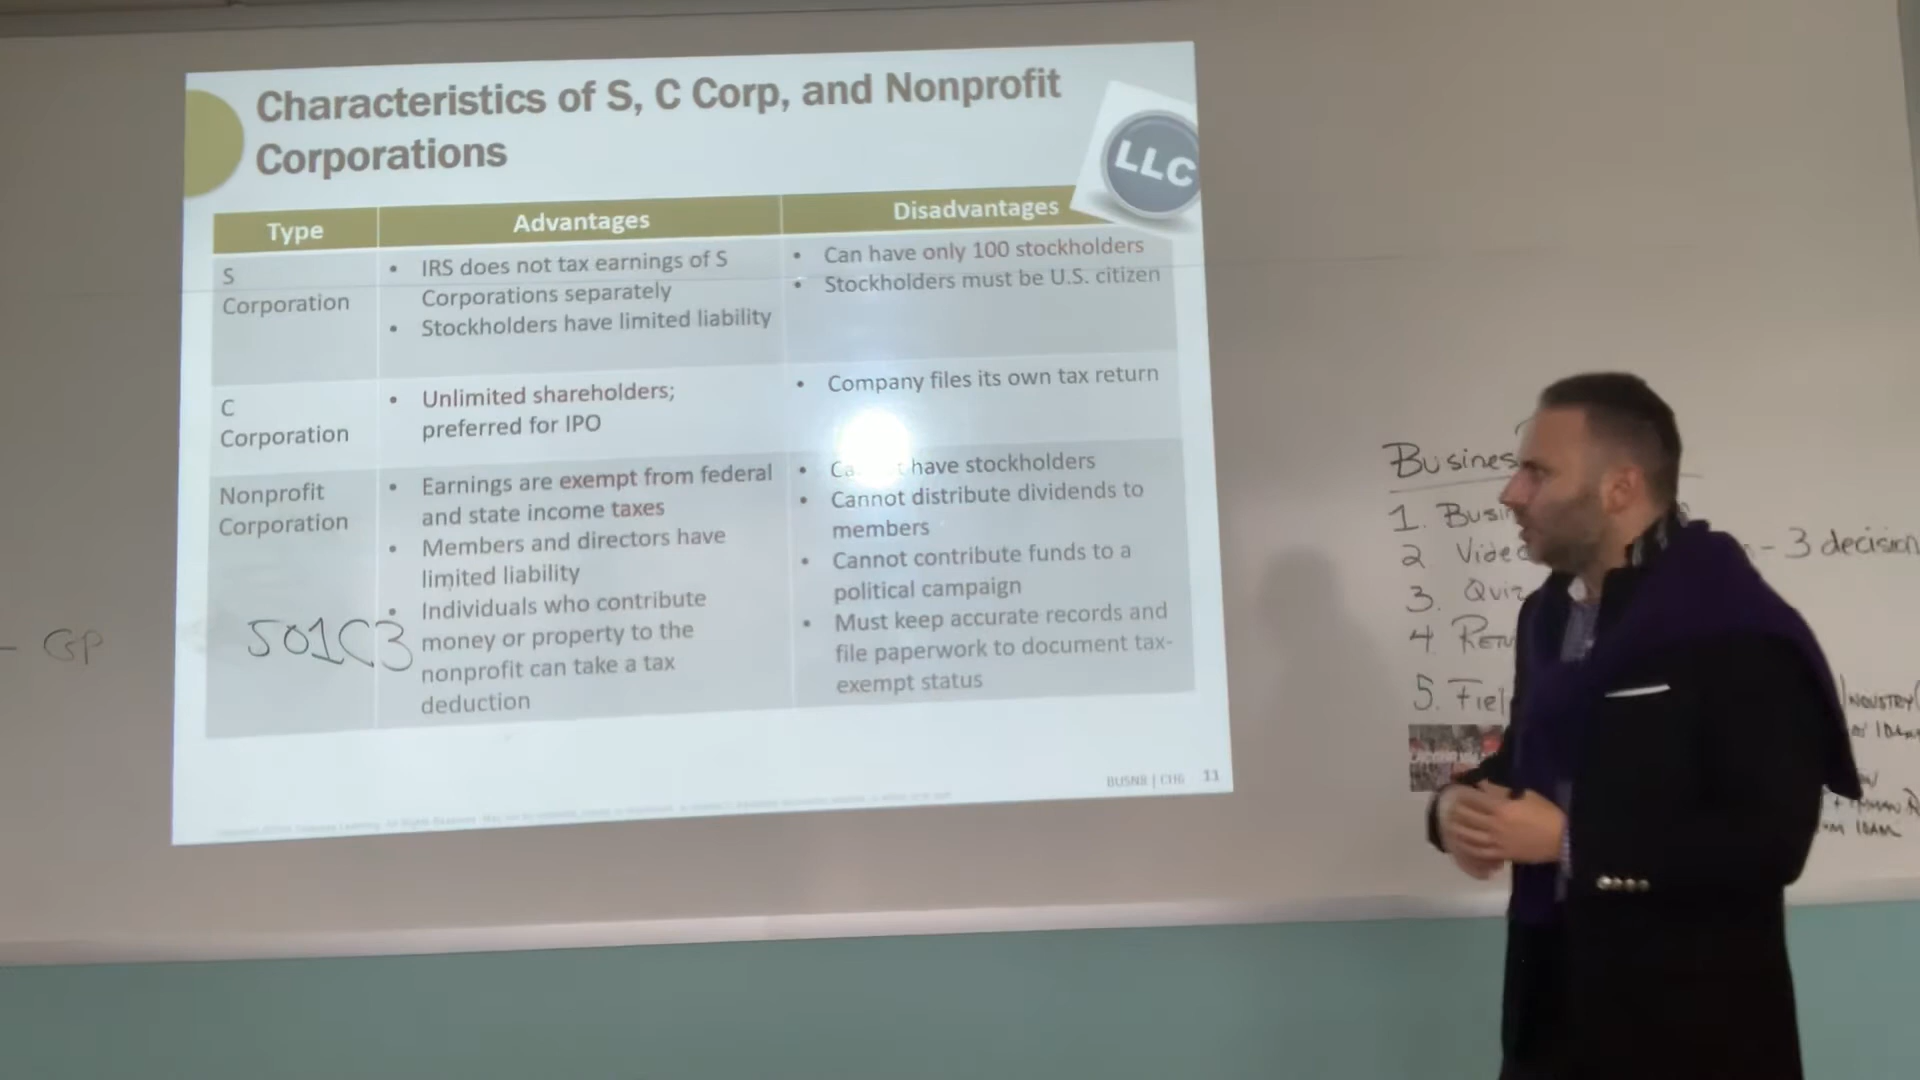 Characteristics of S, C Corp, and Nonprofit
Corporations
LLC
Type
Advantages
Disadvantages
S
Corporation
• IRS does not tax earnings of S
Corporations separately
• Stockholders have limited liability
• Can have only 100 stockholders
• Stockholders must be U.S. citizen
C
Corporation
• Unlimited shareholders;
preferred for IPO
• Company files its own tax return
Nonprofit
Corporation
• Earnings are exempt from federal
and state income taxes
• Members and directors have
limited liability
• Individuals who contribute
money or property to the
nonprofit can take a tax
deduction
• have stockholders
• Cannot distribute dividends to
members
• Cannot contribute funds to a
political campaign
• Must keep accurate records and
file paperwork to document tax-
exempt status
501C3
BUSN8 | CH6 11
- GP
Busines
1. Busin
2 Vide - 3 decision
3. Quiz
4 Retu
5. Fiel
INDUSTRY
10AM